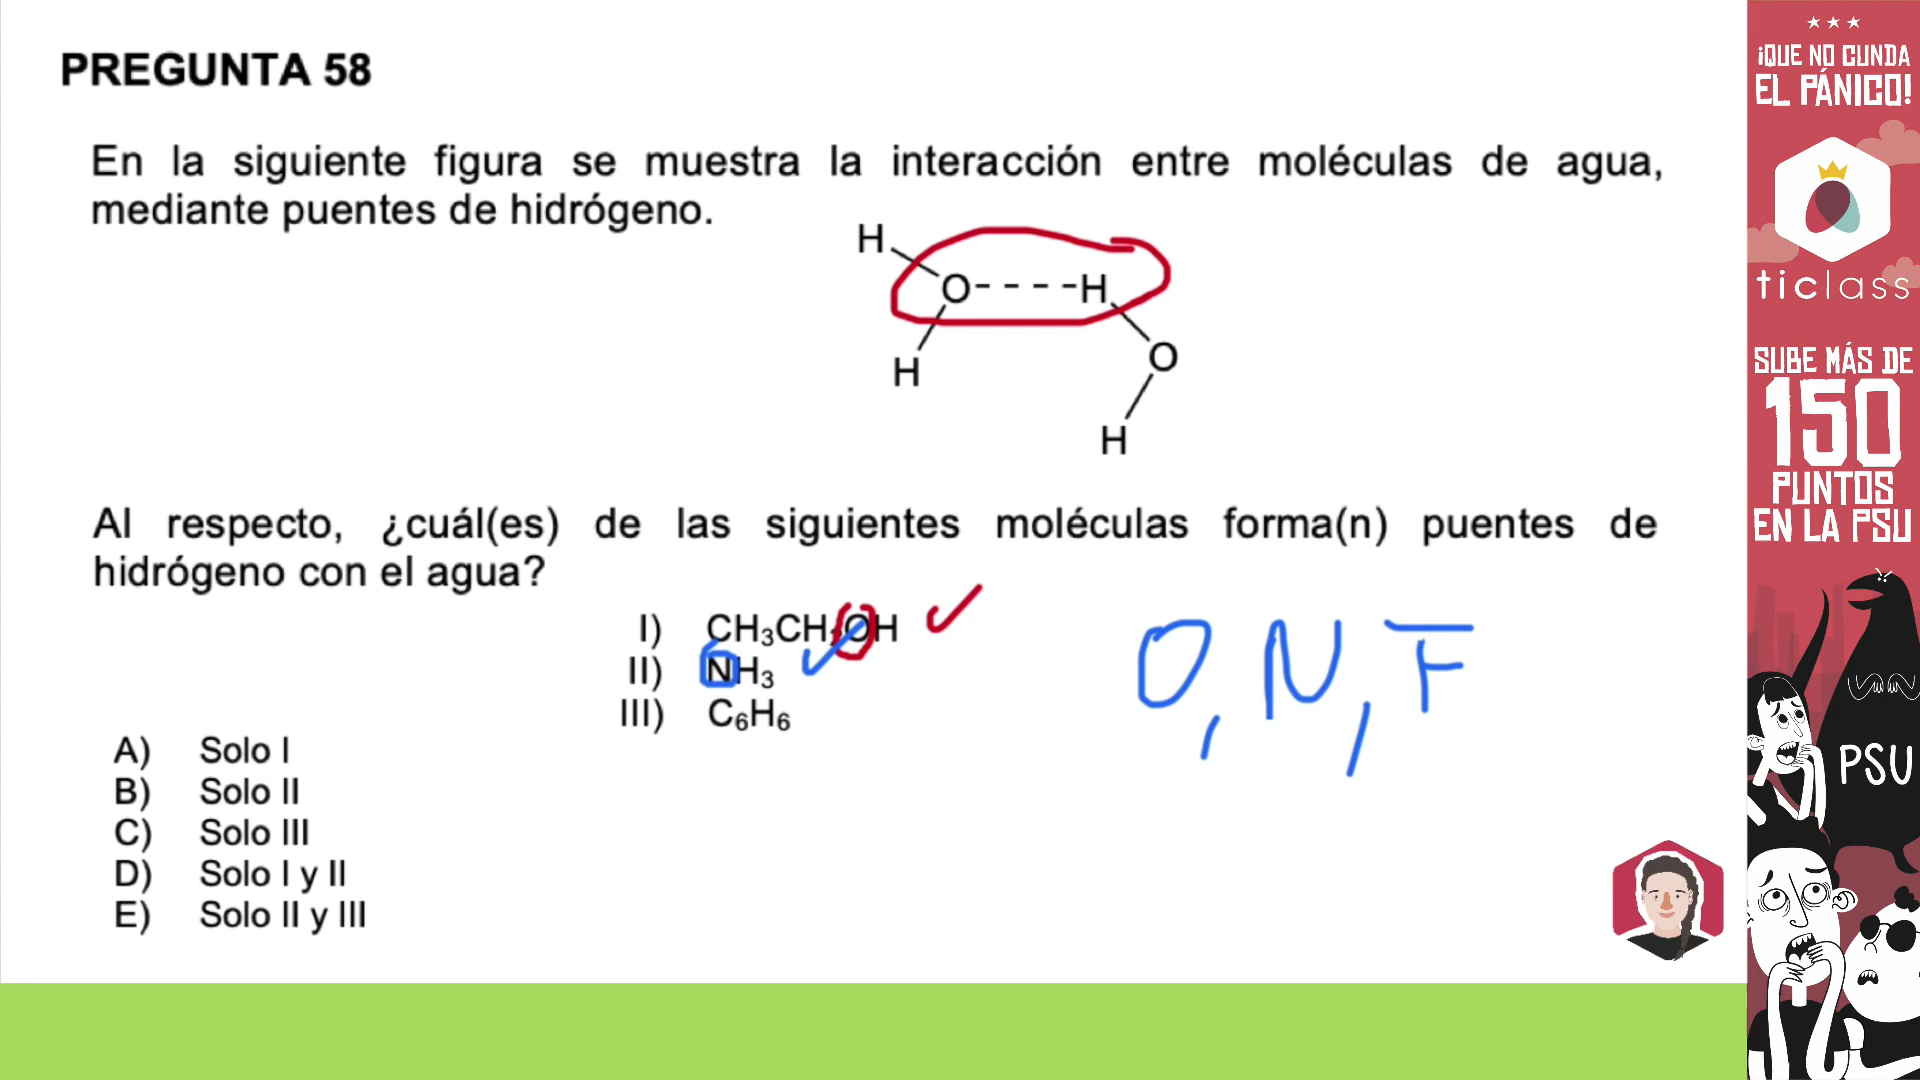 PREGUNTA 58
En la siguiente figura se muestra la interacción entre moléculas de agua,
mediante puentes de hidrógeno.
H
O----H
H
O
H
Al respecto, ¿cuál(es) de las siguientes moléculas forma(n) puentes de
hidrógeno con el agua?
I) CH₃CH₂OH
II) NH₃
III) C₆H₆
O, N, F
A) Solo I
B) Solo II
C) Solo III
D) Solo I y II
E) Solo II y III
¡QUE NO CUNDA
EL PÁNICO!
ticlass
SUBE MÁS DE
150
PUNTOS
EN LA PSU
PSU